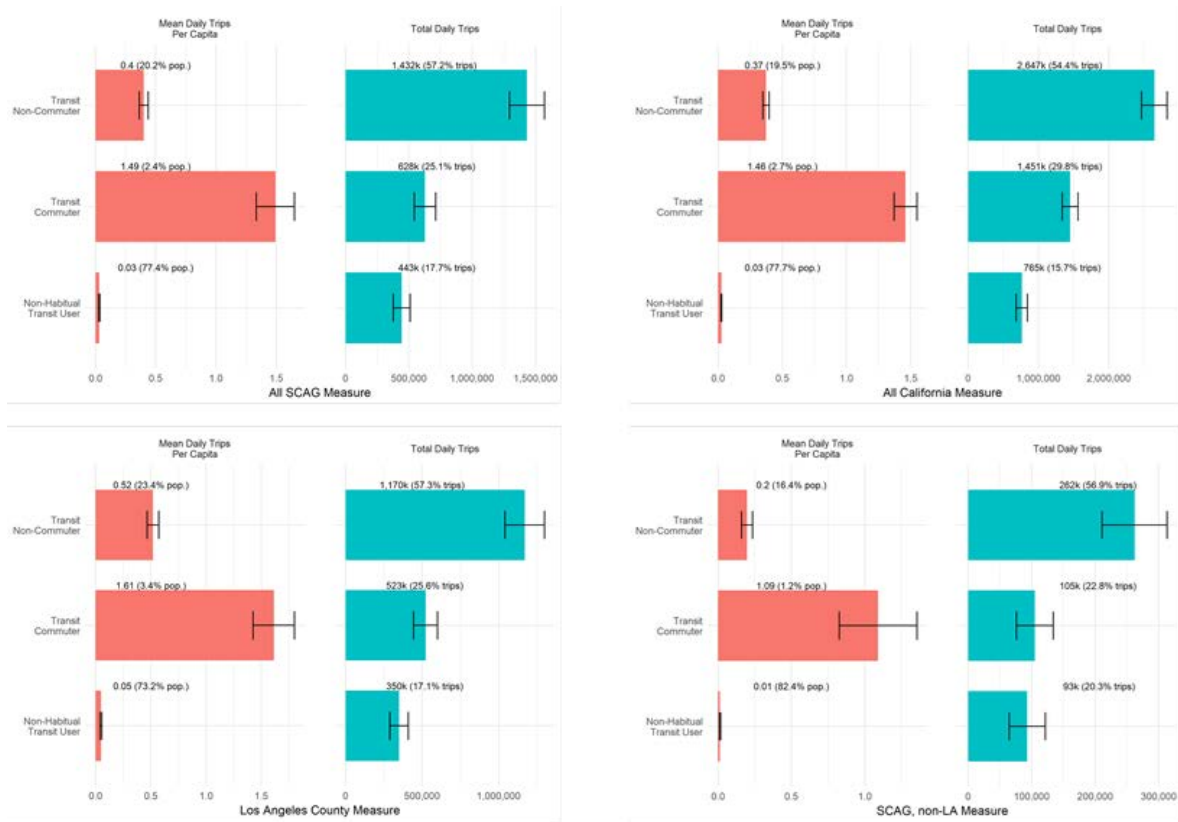 Mean Daily Trips
Per Capita
Total Daily Trips
0.4 (20.2% pop.)
1,432k (57.2% trips)
Transit
Non-Commuter
1.49 (2.4% pop.)
628k (25.1% trips)
Transit
Commuter
0.03 (77.4% pop.)
443k (17.7% trips)
Non-Habitual
Transit User
0.0 0.5 1.0 1.5
0 500,000 1,000,000 1,500,000
All SCAG Measure
Mean Daily Trips
Per Capita
Total Daily Trips
0.37 (19.5% pop.)
2,647k (54.4% trips)
Transit
Non-Commuter
1.46 (2.7% pop.)
1,451k (29.8% trips)
Transit
Commuter
0.03 (77.7% pop.)
765k (15.7% trips)
Non-Habitual
Transit User
0.0 0.5 1.0 1.5
0 1,000,000 2,000,000
All California Measure
Mean Daily Trips
Per Capita
Total Daily Trips
0.52 (23.4% pop.)
1,170k (57.3% trips)
Transit
Non-Commuter
1.61 (3.4% pop.)
523k (25.6% trips)
Transit
Commuter
0.05 (73.2% pop.)
350k (17.1% trips)
Non-Habitual
Transit User
0.0 0.5 1.0 1.5
0 500,000 1,000,000
Los Angeles County Measure
Mean Daily Trips
Per Capita
Total Daily Trips
0.2 (16.4% pop.)
262k (56.9% trips)
Transit
Non-Commuter
1.09 (1.2% pop.)
105k (22.8% trips)
Transit
Commuter
0.01 (82.4% pop.)
93k (20.3% trips)
Non-Habitual
Transit User
0.0 0.5 1.0
0 100,000 200,000 300,000
SCAG, non-LA Measure